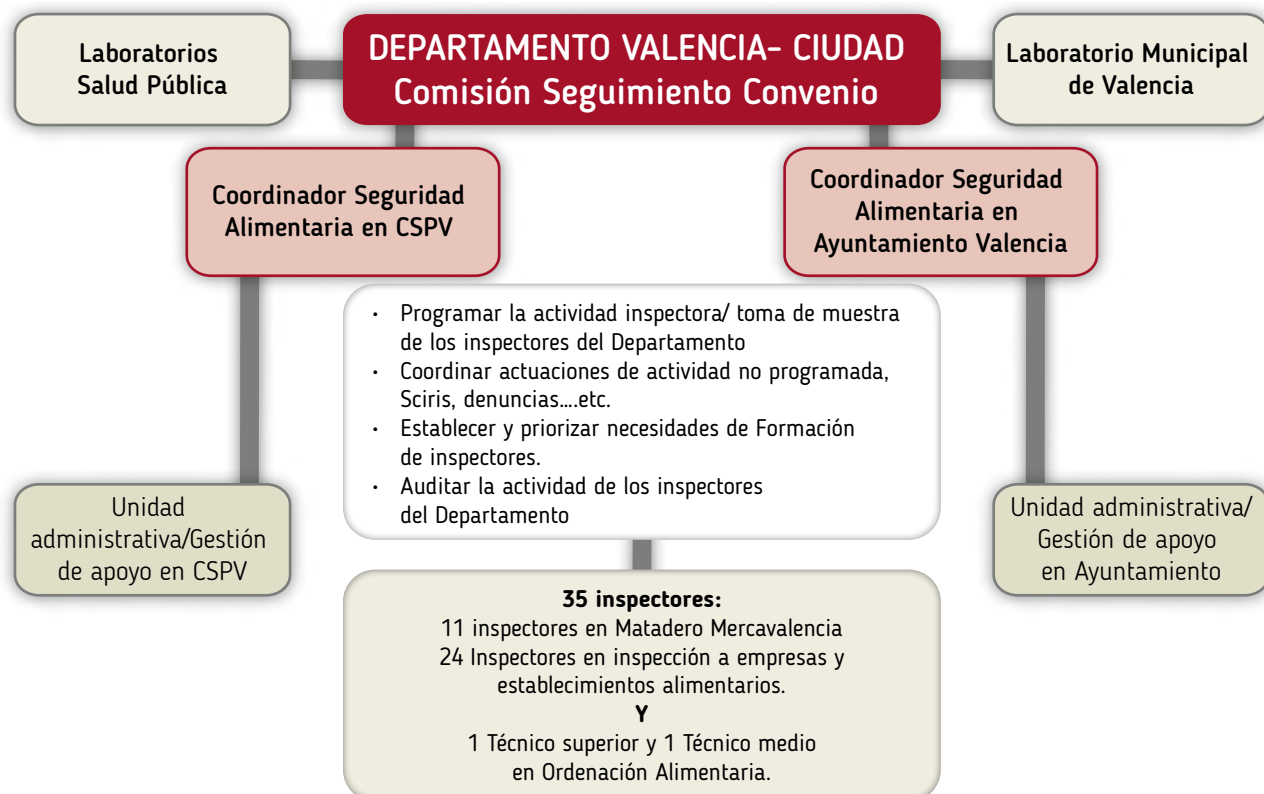 Laboratorios
Salud Pública
DEPARTAMENTO VALENCIA- CIUDAD
Comisión Seguimiento Convenio
Laboratorio Municipal
de Valencia
Coordinador Seguridad
Alimentaria en CSPV
Coordinador Seguridad
Alimentaria en
Ayuntamiento Valencia
• Programar la actividad inspectora/ toma de muestra
de los inspectores del Departamento
• Coordinar actuaciones de actividad no programada,
Sciris, denuncias....etc.
• Establecer y priorizar necesidades de Formación
de inspectores.
• Auditar la actividad de los inspectores
del Departamento
Unidad
administrativa/Gestión
de apoyo en CSPV
Unidad administrativa/
Gestión de apoyo
en Ayuntamiento
35 inspectores:
11 inspectores en Matadero Mercavalencia
24 Inspectores en inspección a empresas y
establecimientos alimentarios.
Y
1 Técnico superior y 1 Técnico medio
en Ordenación Alimentaria.